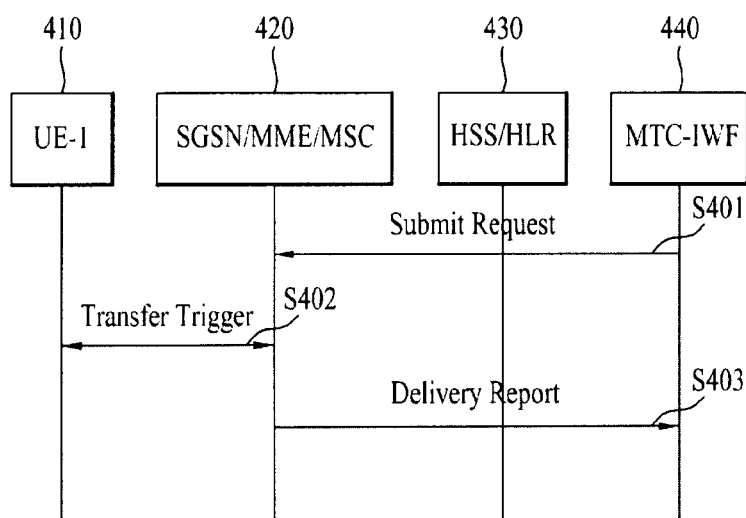 410 420 430 440
UE-1 SGSN/MME/MSC HSS/HLR MTC-IWF
S401
Submit Request
S402
Transfer Trigger
S403
Delivery Report